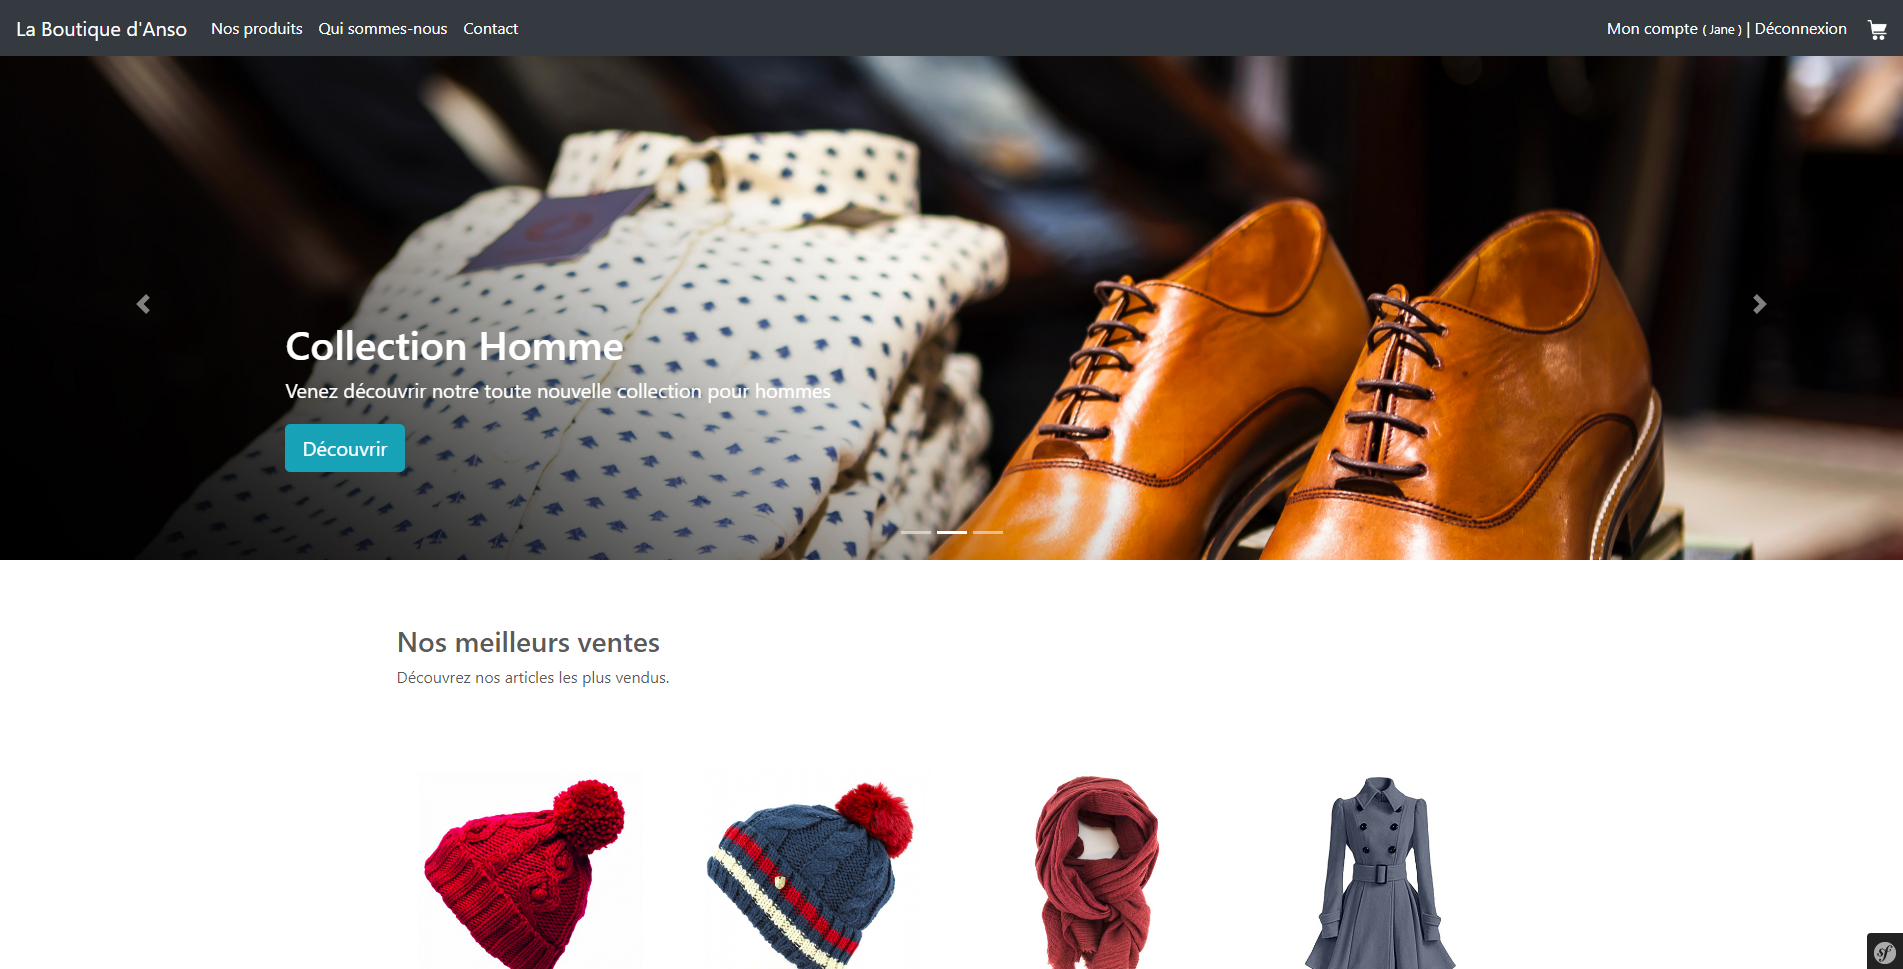 La Boutique d'Anso Nos produits Qui sommes-nous Contact Mon compte ( Jane ) | Déconnexion
Collection Homme
Venez découvrir notre toute nouvelle collection pour hommes
Découvrir
Nos meilleurs ventes
Découvrez nos articles les plus vendus.
sf